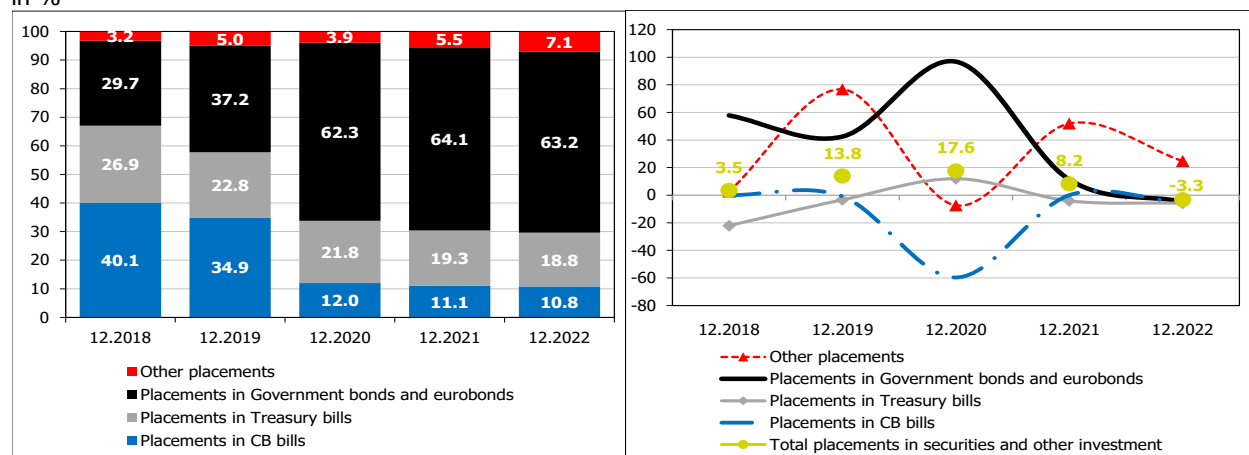 in %
100
90
80
70
60
50
40
30
20
10
0
3.2 5.0 3.9 5.5 7.1
29.7 37.2 62.3 64.1 63.2
26.9 22.8 21.8 19.3 18.8
40.1 34.9 12.0 11.1 10.8
12.2018 12.2019 12.2020 12.2021 12.2022
Other placements
Placements in Government bonds and eurobonds
Placements in Treasury bills
Placements in CB bills
120
100
80
60
40
20
0
-20
-40
-60
-80
3.5 13.8 17.6 8.2 -3.3
12.2018 12.2019 12.2020 12.2021 12.2022
Other placements
Placements in Government bonds and eurobonds
Placements in Treasury bills
Placements in CB bills
Total placements in securities and other investment